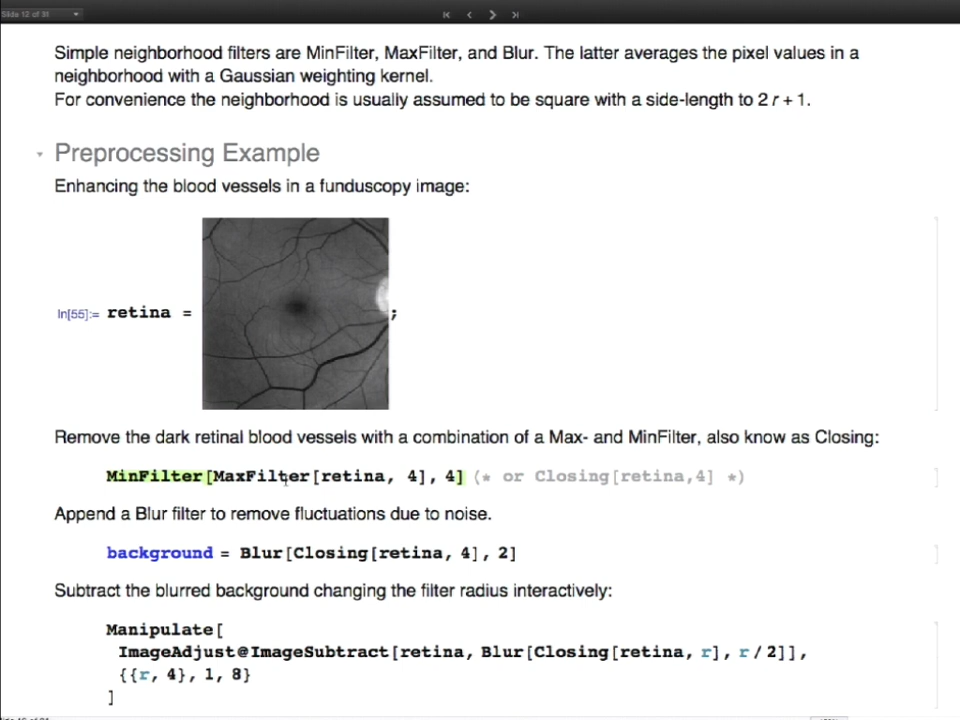 Slide 12 of 31
Simple neighborhood filters are MinFilter, MaxFilter, and Blur. The latter averages the pixel values in a
neighborhood with a Gaussian weighting kernel.
For convenience the neighborhood is usually assumed to be square with a side-length to 2 r + 1.
Preprocessing Example
Enhancing the blood vessels in a funduscopy image:
In[55]:= retina = ;
Remove the dark retinal blood vessels with a combination of a Max- and MinFilter, also know as Closing:
MinFilter[MaxFilter[retina, 4], 4] (* or Closing[retina,4] *)
Append a Blur filter to remove fluctuations due to noise.
background = Blur[Closing[retina, 4], 2]
Subtract the blurred background changing the filter radius interactively:
Manipulate[
ImageAdjust@ImageSubtract[retina, Blur[Closing[retina, r], r / 2]],
{{r, 4}, 1, 8}
]